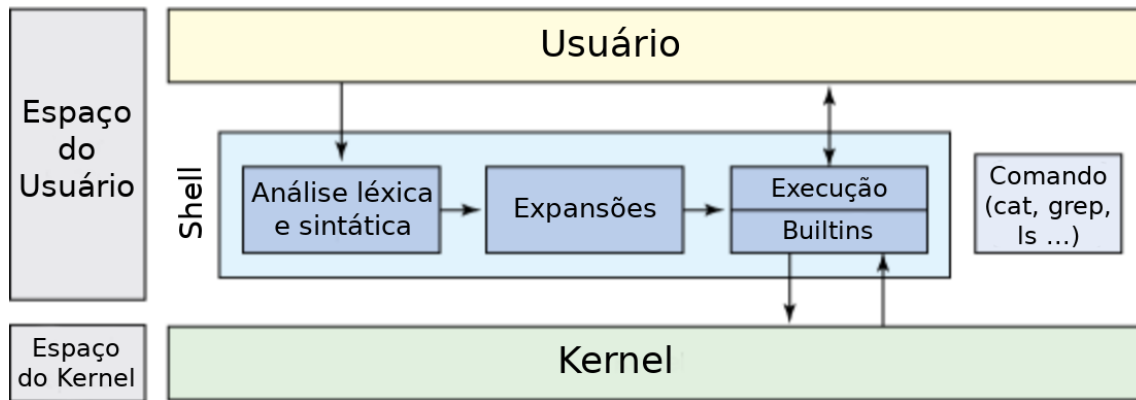 Espaço
do
Usuário
Usuário
Shell
Análise léxica
e sintática
Expansões
Execução
Builtins
Comando
(cat, grep,
ls ...)
Espaço
do Kernel
Kernel